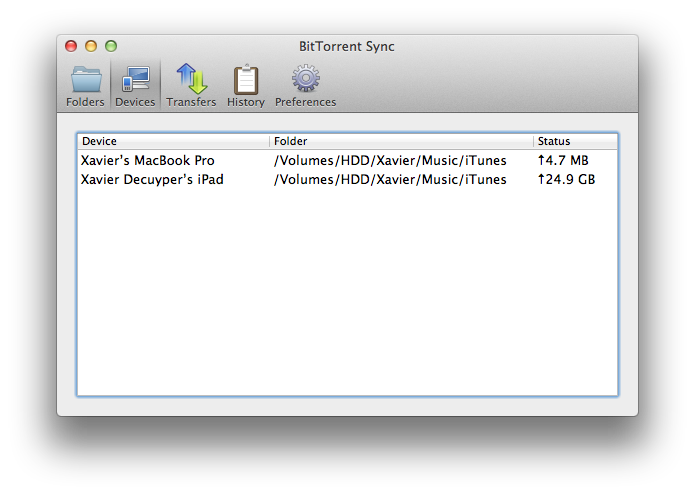 BitTorrent Sync
Folders Devices Transfers History Preferences
Device Folder Status
Xavier's MacBook Pro /Volumes/HDD/Xavier/Music/iTunes ↑4.7 MB
Xavier Decuyper's iPad /Volumes/HDD/Xavier/Music/iTunes ↑24.9 GB